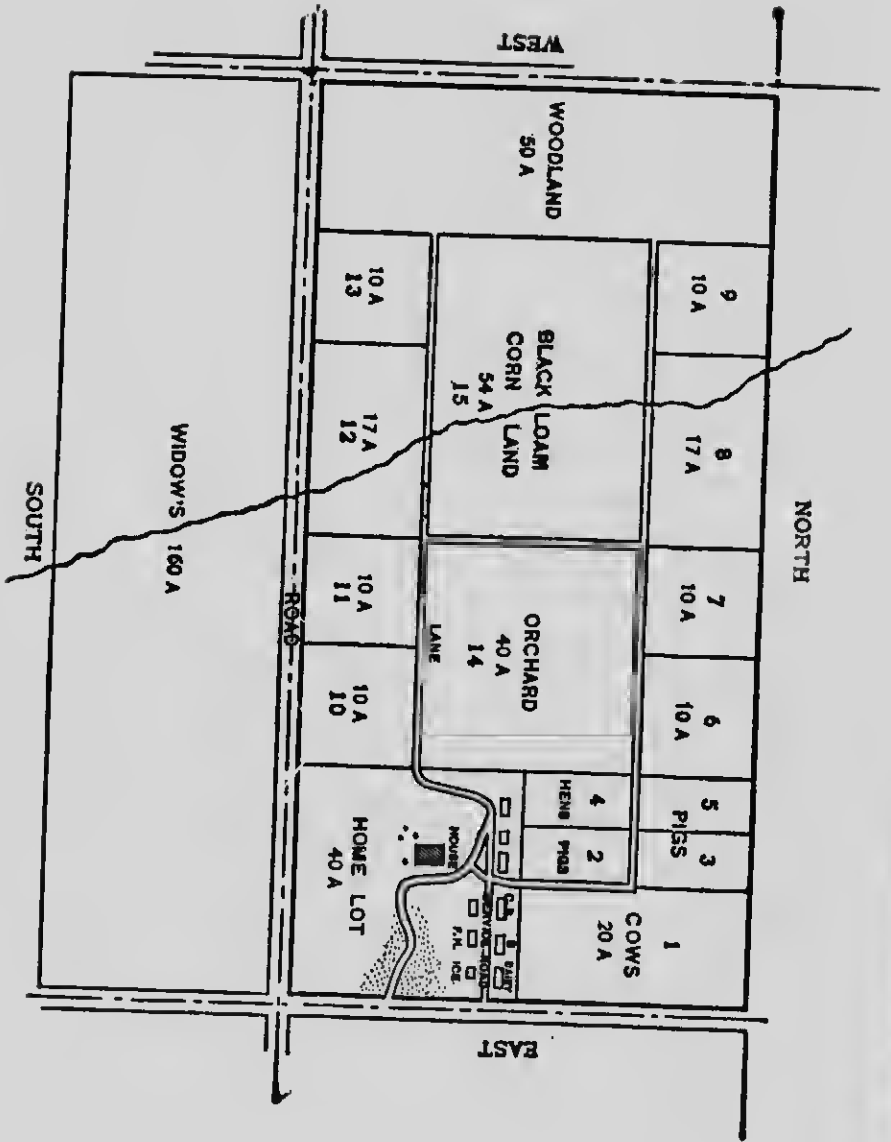 NORTH
WEST
WOODLAND
50 A
9
10 A
8
17 A
7
10 A
6
10 A
5
3
PIGS
1
COWS
20 A
BLACK LOAM
CORN LAND
54 A
15
ORCHARD
40 A
14
4
HENS
2
PIGS
LANE
13
10 A
12
17 A
11
10 A
10
10 A
HOME LOT
40 A
HOUSE
SERVICE ROAD
DAIRY
F.H.
ICE
EAST
ROAD
WIDOW'S 160 A
SOUTH